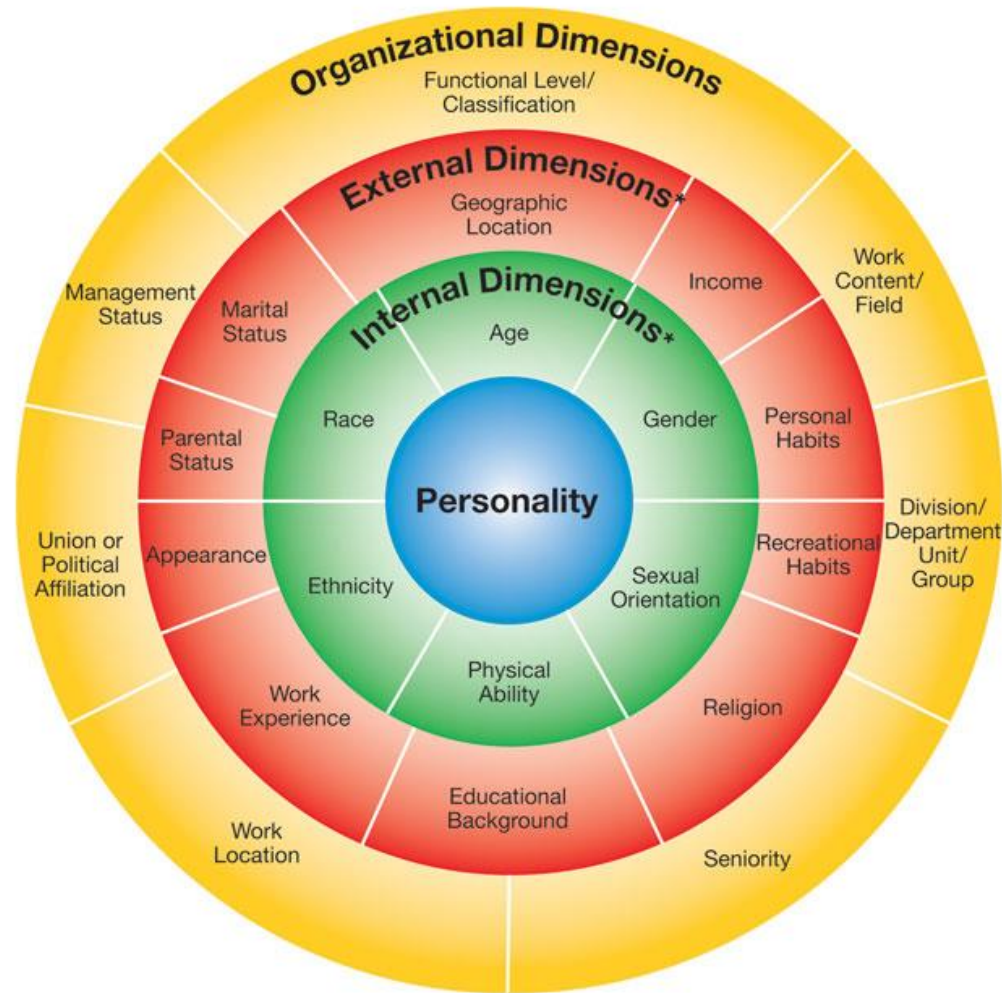 Organizational Dimensions
Functional Level/
Classification
External Dimensions*
Geographic
Location
Internal Dimensions*
Age
Income
Work
Content/
Field
Management
Status
Marital
Status
Race
Gender
Personal
Habits
Parental
Status
Personality
Union or
Political
Affiliation
Appearance
Ethnicity
Sexual
Orientation
Recreational
Habits
Division/
Department
Unit/
Group
Physical
Ability
Work
Experience
Religion
Educational
Background
Work
Location
Seniority